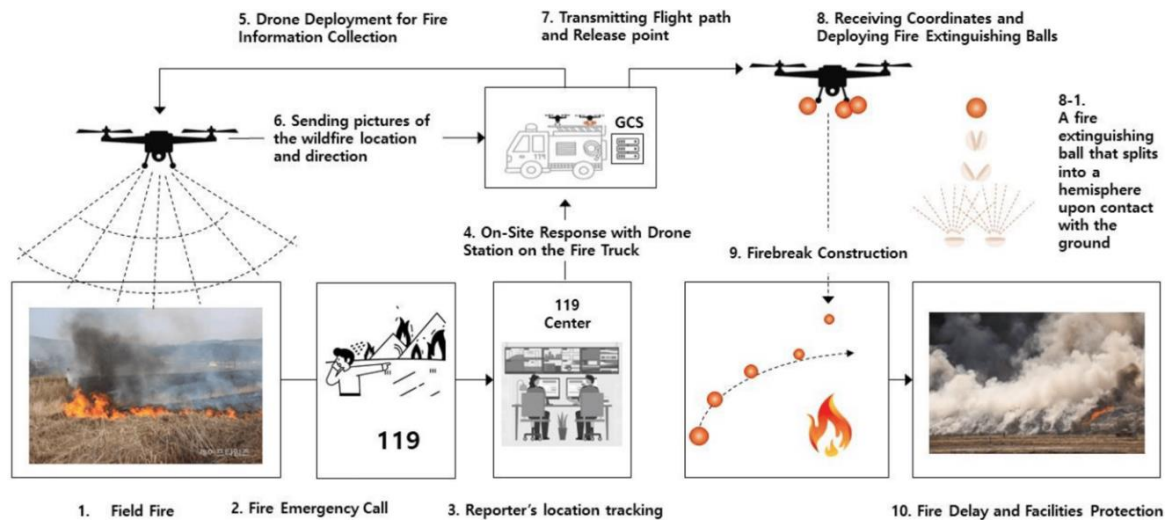 5. Drone Deployment for Fire
Information Collection
7. Transmitting Flight path
and Release point
8. Receiving Coordinates and
Deploying Fire Extinguishing Balls
6. Sending pictures of
the wildfire location
and direction
GCS
119
8-1.
A fire
extinguishing
ball that splits
into a
hemisphere
upon contact
with the
ground
4. On-Site Response with Drone
Station on the Fire Truck
9. Firebreak Construction
119
119
Center
1. Field Fire
2. Fire Emergency Call
3. Reporter's location tracking
10. Fire Delay and Facilities Protection